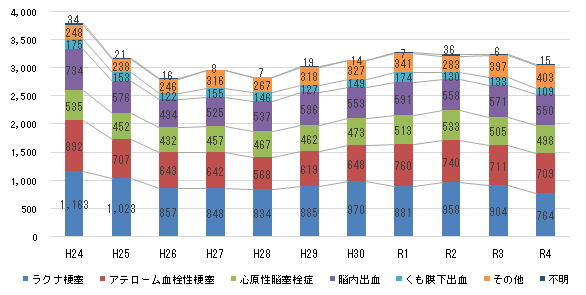 4,000
3,500
3,000
2,500
2,000
1,500
1,000
500
0
34 21 16 8 7 19 14 7 36 6 15
248 238 246 316 267 318 327 341 283 397 403
175 153 122 155 146 127 149 174 130 133 109
734 576 494 525 537 596 553 591 558 571 550
535 452 432 457 467 462 473 513 533 505 498
892 707 648 642 568 619 648 760 740 711 709
1,163 1,023 857 848 834 885 970 881 958 904 764
H24 H25 H26 H27 H28 H29 H30 R1 R2 R3 R4
ラクナ梗塞 アテローム血栓性梗塞 心原性脳塞栓症 脳内出血 くも膜下出血 その他 不明